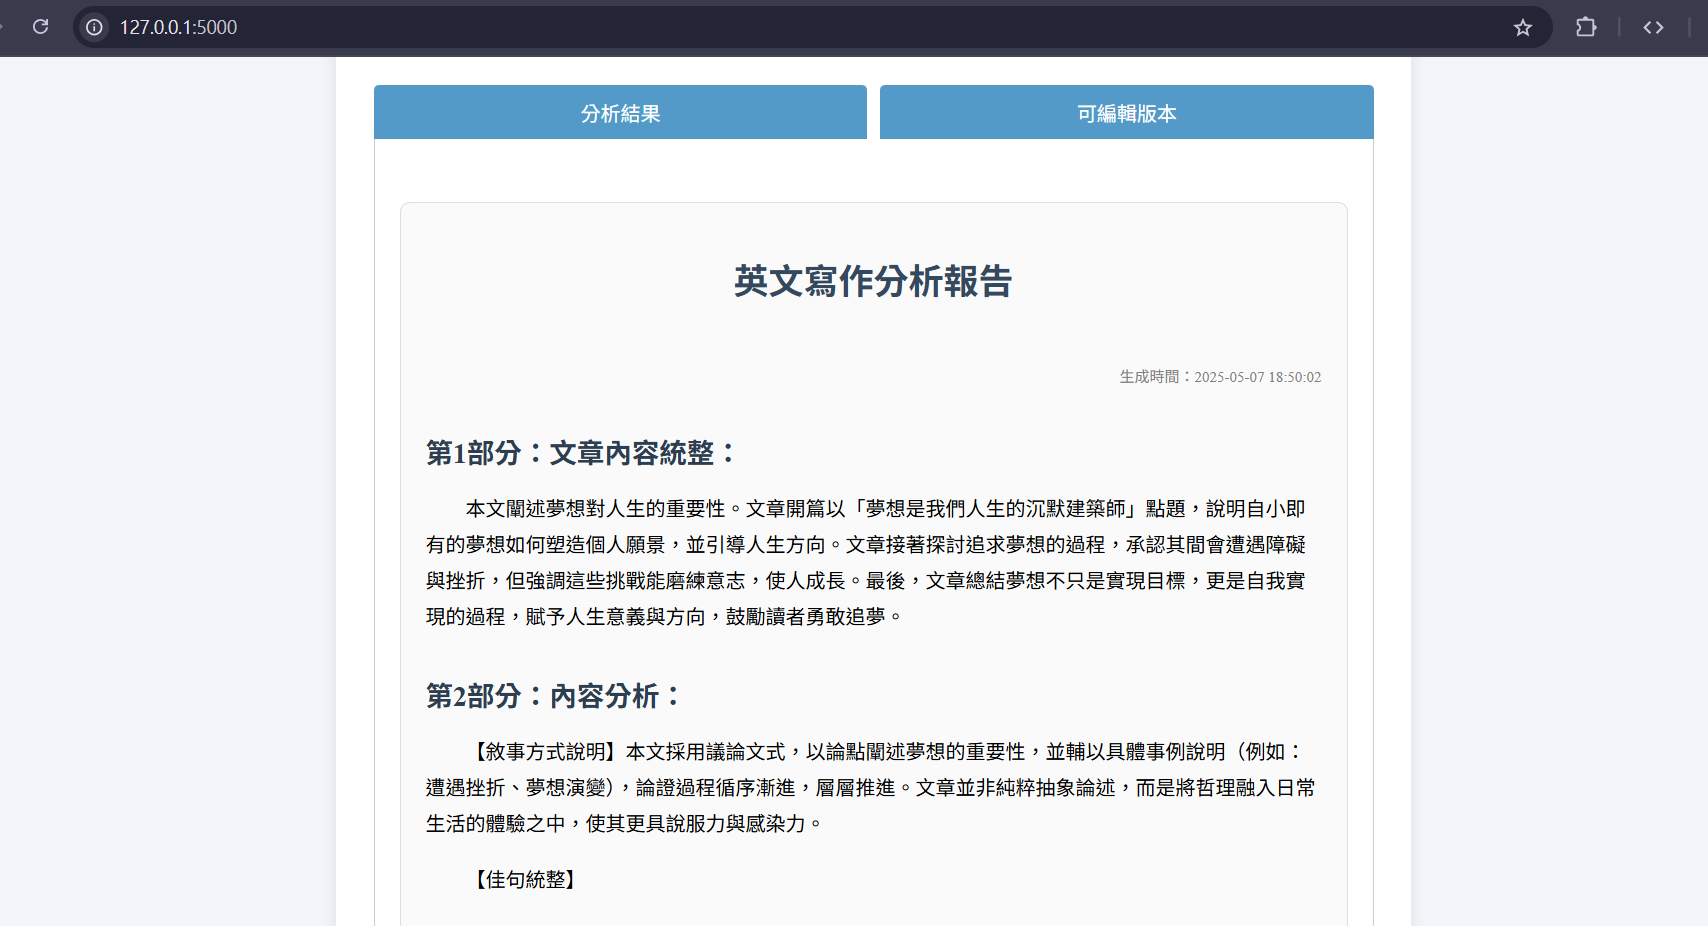 127.0.0.1:5000
分析結果
可編輯版本
英文寫作分析報告
生成時間：2025-05-07 18:50:02
第1部分：文章內容統整：
本文闡述夢想對人生的重要性。文章開篇以「夢想是我們人生的沉默建築師」點題，說明自小即
有的夢想如何塑造個人願景，並引導人生方向。文章接著探討追求夢想的過程，承認其間會遭遇障礙
與挫折，但強調這些挑戰能磨練意志，使人成長。最後，文章總結夢想不只是實現目標，更是自我實
現的過程，賦予人生意義與方向，鼓勵讀者勇敢追夢。
第2部分：內容分析：
【敘事方式說明】本文採用議論文式，以論點闡述夢想的重要性，並輔以具體事例說明（例如：
遭遇挫折、夢想演變），論證過程循序漸進，層層推進。文章並非純粹抽象論述，而是將哲理融入日常
生活的體驗之中，使其更具說服力與感染力。
【佳句統整】